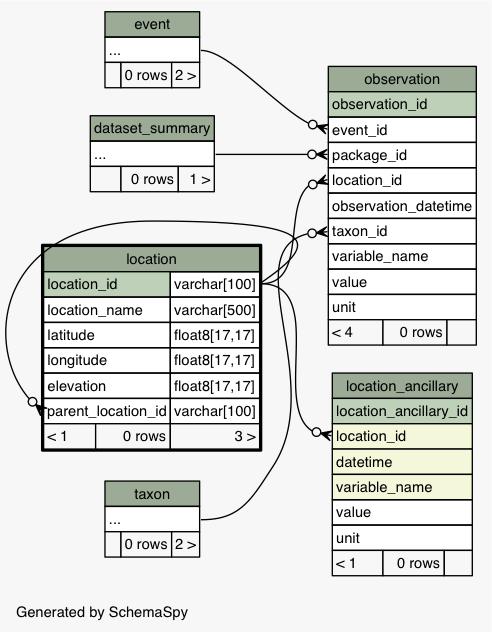 event
...
0 rows 2 >
dataset_summary
...
0 rows 1 >
observation
observation_id
event_id
package_id
location_id
observation_datetime
taxon_id
variable_name
value
unit
< 4 0 rows
location
location_id varchar[100]
location_name varchar[500]
latitude float8[17,17]
longitude float8[17,17]
elevation float8[17,17]
parent_location_id varchar[100]
< 1 0 rows 3 >
location_ancillary
location_ancillary_id
location_id
datetime
variable_name
value
unit
< 1 0 rows
taxon
...
0 rows 2 >
Generated by SchemaSpy